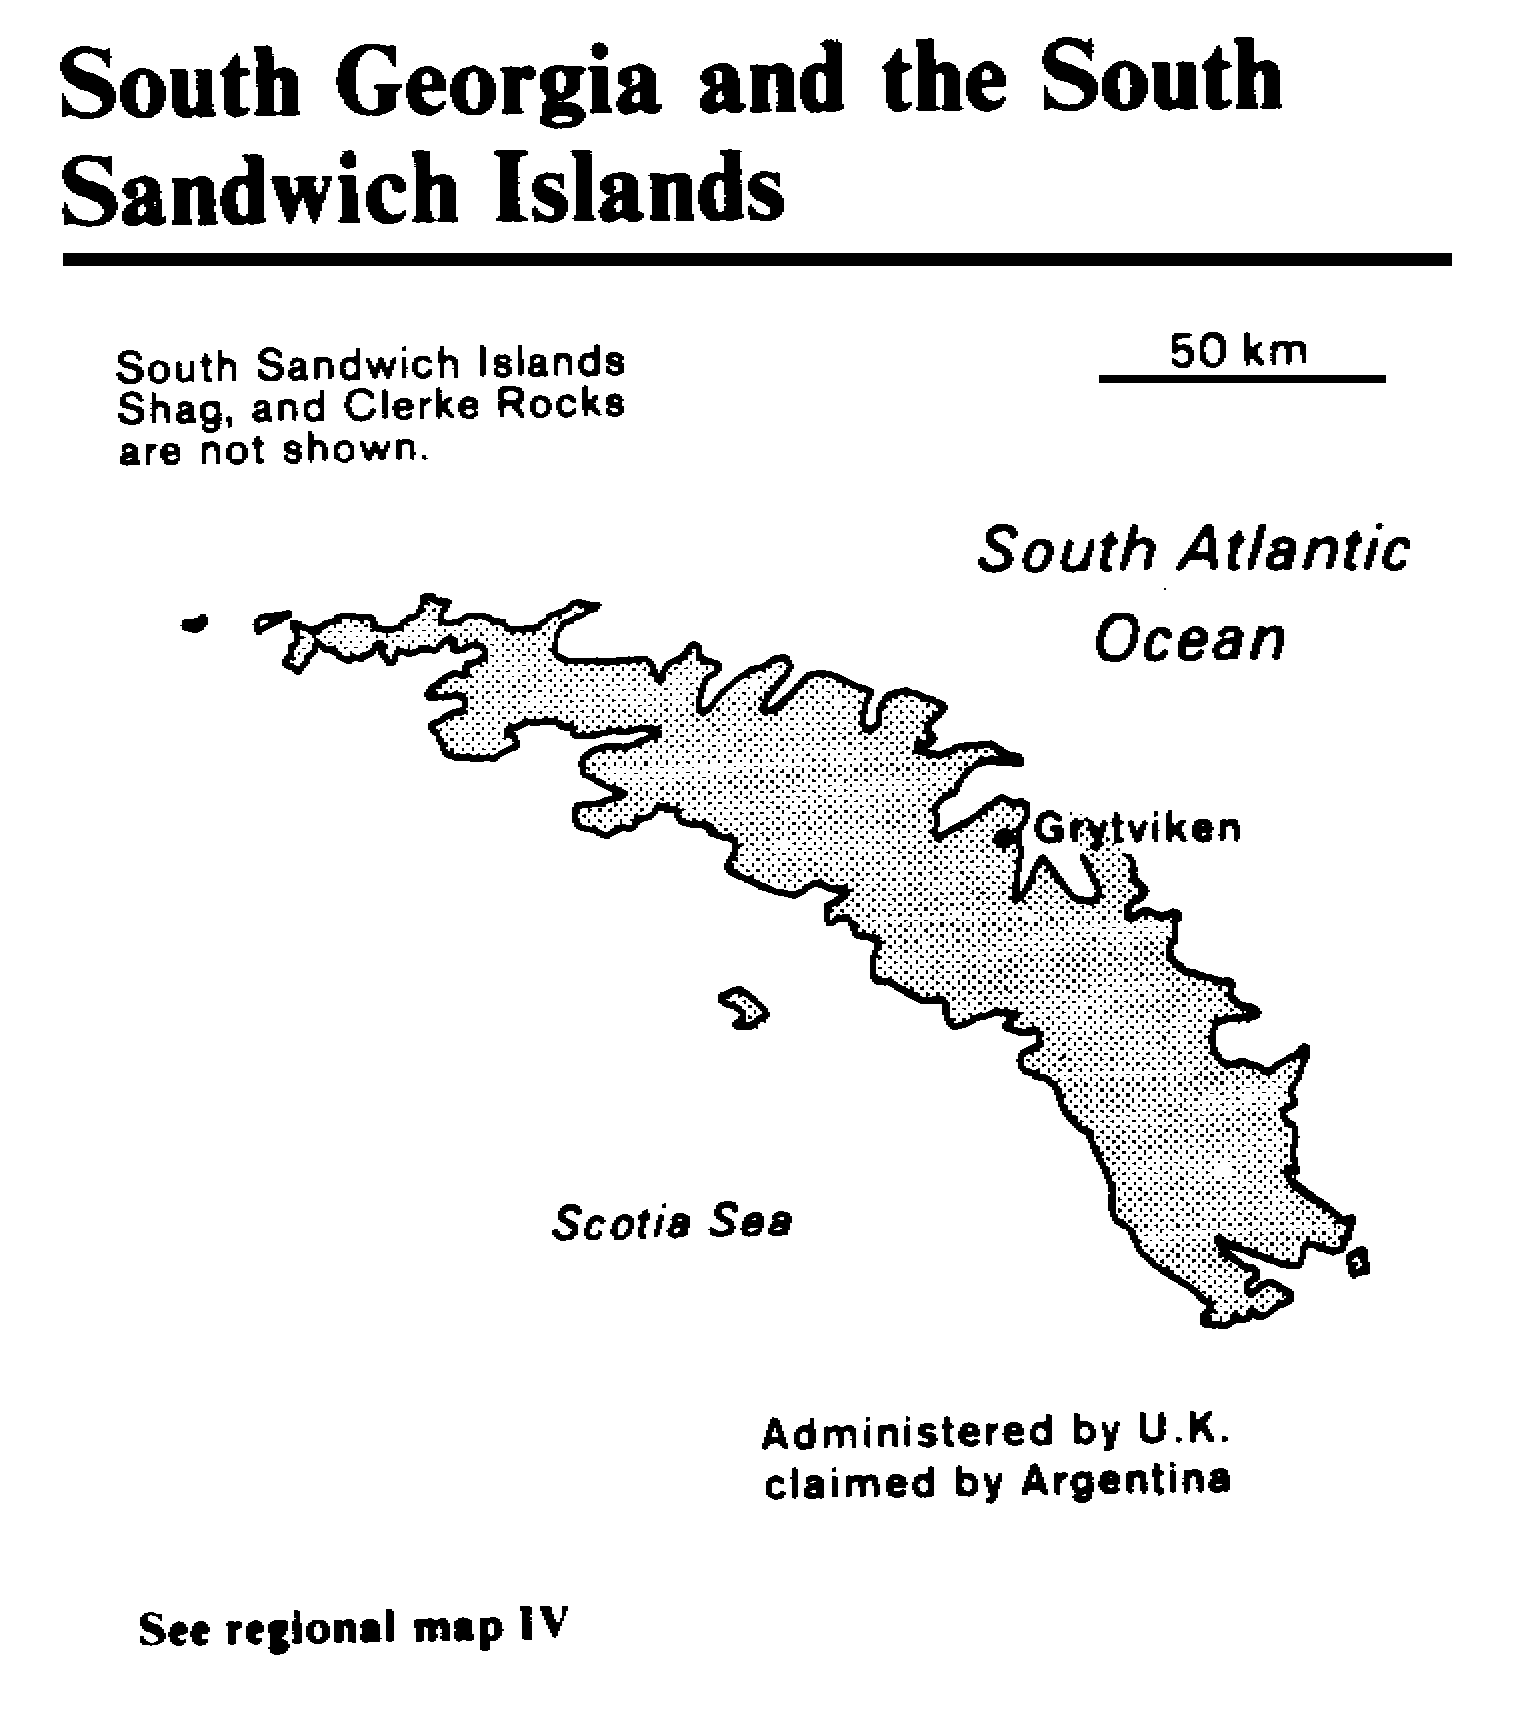 South Georgia and the South
Sandwich Islands
South Sandwich Islands
Shag, and Clerke Rocks
are not shown.
50 km
South Atlantic
Ocean
Grytviken
Scotia Sea
Administered by U.K.
claimed by Argentina
See regional map IV